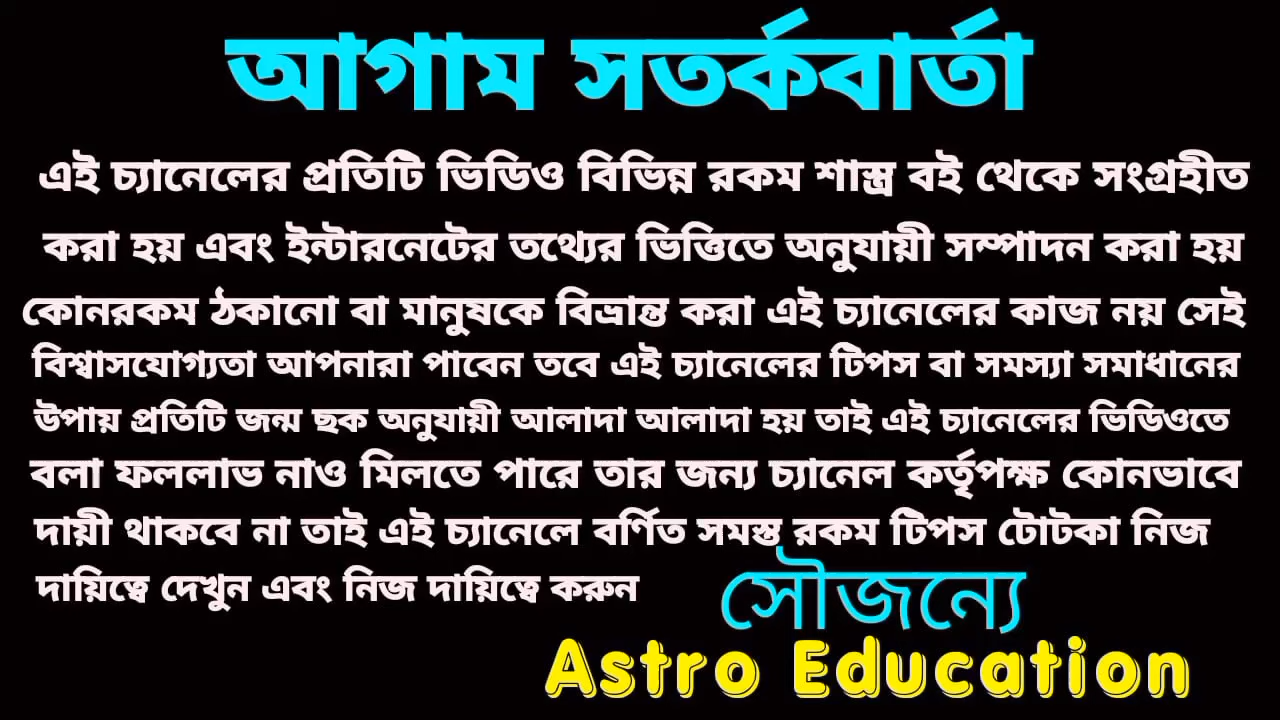 আগাম সতর্কবার্তা
এই চ্যানেলের প্রতিটি ভিডিও বিভিন্ন রকম শাস্ত্র বই থেকে সংগ্রহীত
করা হয় এবং ইন্টারনেটের তথ্যের ভিত্তিতে অনুযায়ী সম্পাদন করা হয়
কোনরকম ঠকানো বা মানুষকে বিভ্রান্ত করা এই চ্যানেলের কাজ নয় সেই
বিশ্বাসযোগ্যতা আপনারা পাবেন তবে এই চ্যানেলের টিপস বা সমস্যা সমাধানের
উপায় প্রতিটি জন্ম ছক অনুযায়ী আলাদা আলাদা হয় তাই এই চ্যানেলের ভিডিওতে
বলা ফললাভ নাও মিলতে পারে তার জন্য চ্যানেল কর্তৃপক্ষ কোনভাবে
দায়ী থাকবে না তাই এই চ্যানেলে বর্ণিত সমস্ত রকম টিপস টোটকা নিজ
দায়িত্বে দেখুন এবং নিজ দায়িত্বে করুন
সৌজন্যে
Astro Education